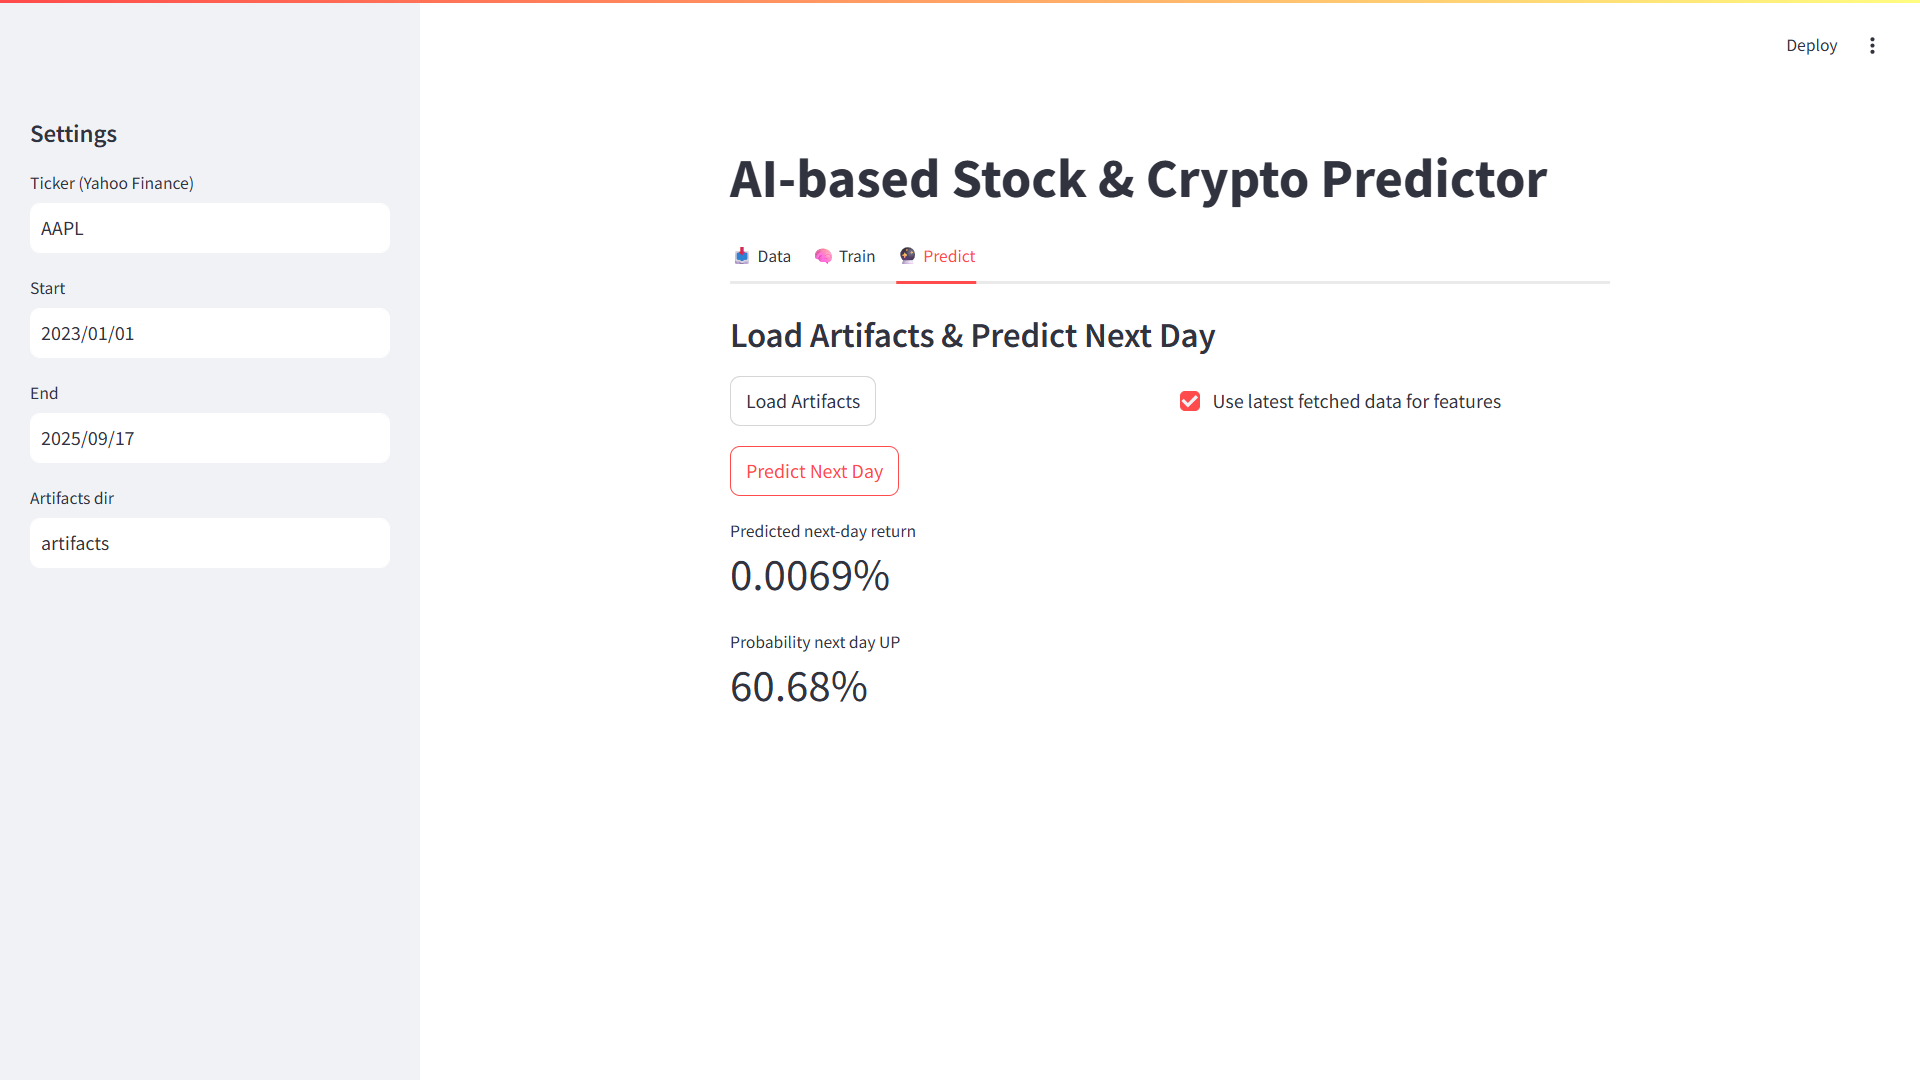 Deploy
Settings
Ticker (Yahoo Finance)
AAPL
Start
2023/01/01
End
2025/09/17
Artifacts dir
artifacts
AI-based Stock & Crypto Predictor
Data Train Predict
Load Artifacts & Predict Next Day
Load Artifacts Use latest fetched data for features
Predict Next Day
Predicted next-day return
0.0069%
Probability next day UP
60.68%